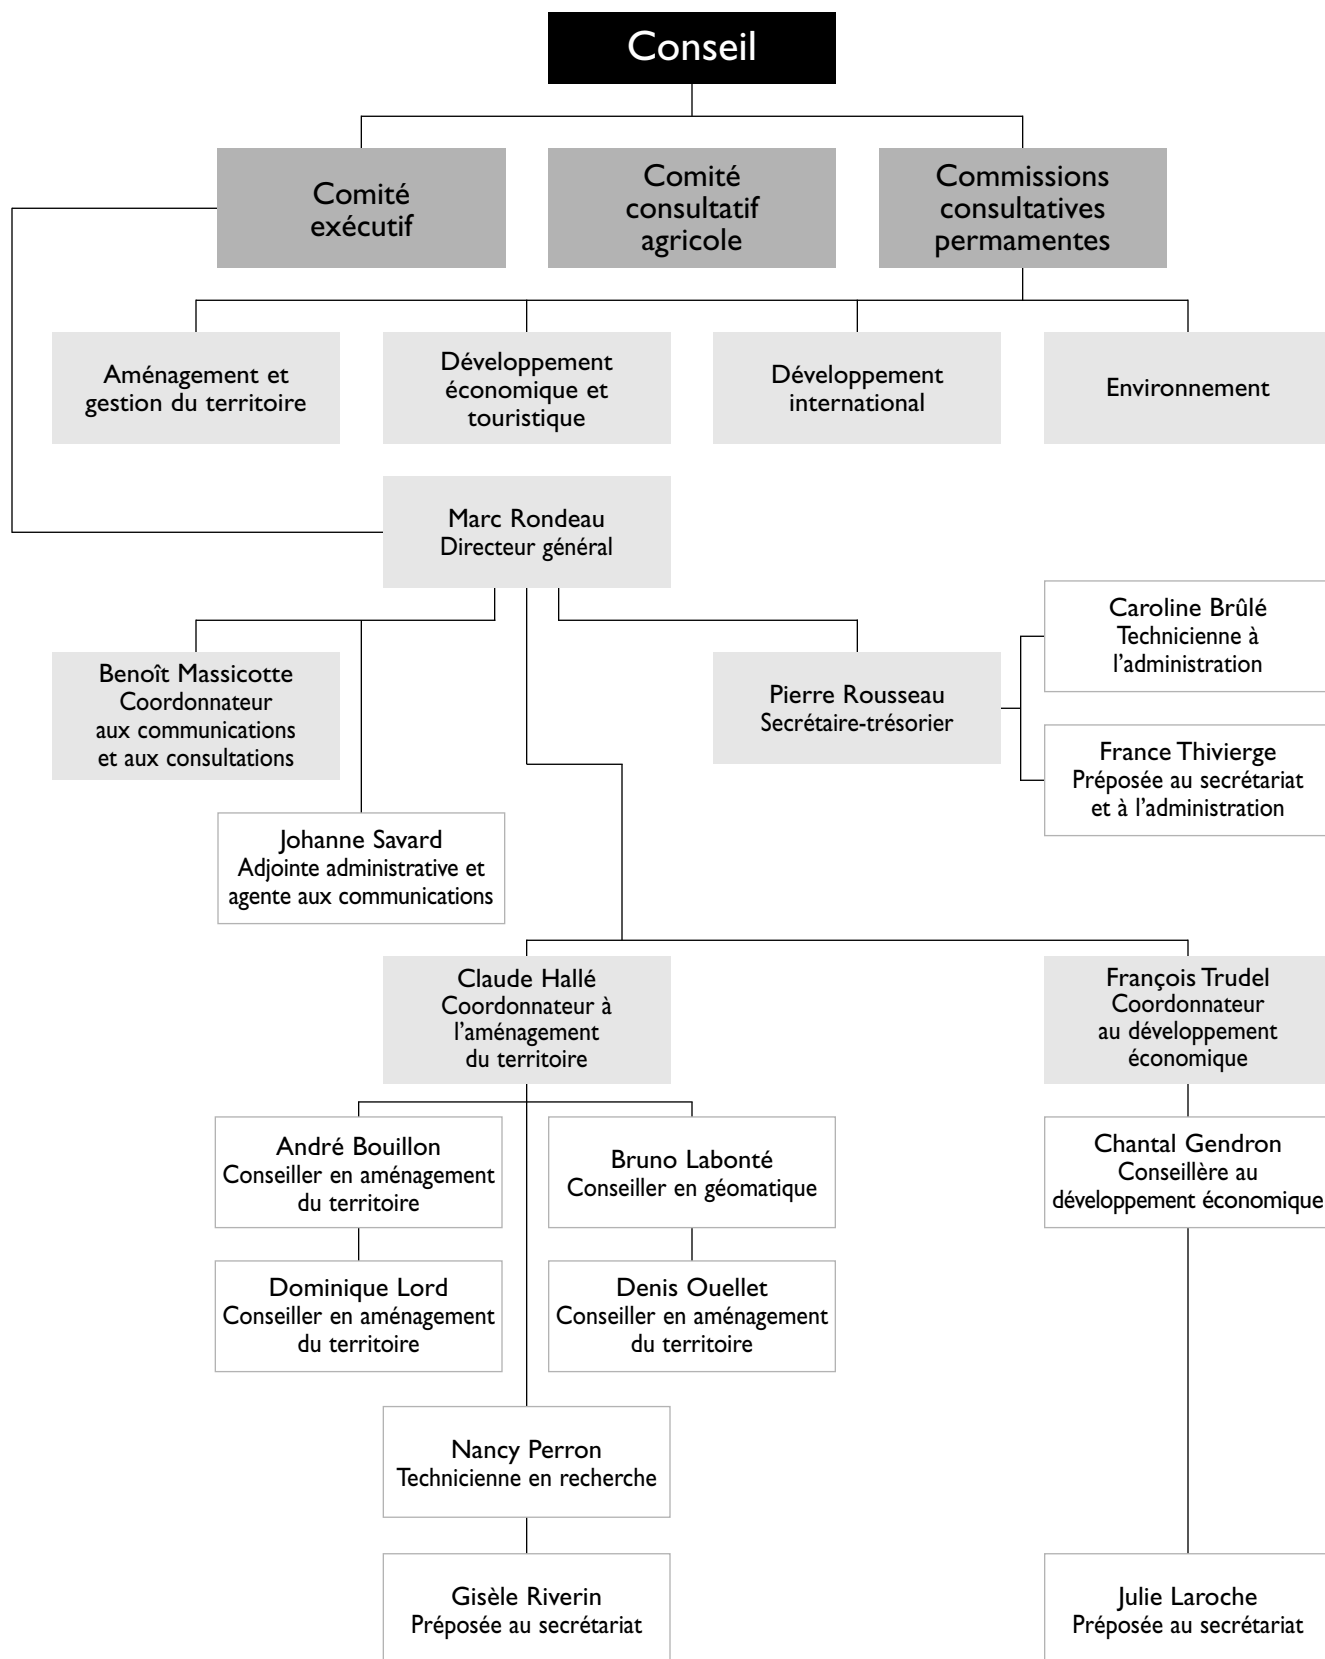 Conseil
Comité
exécutif
Comité
consultatif
agricole
Commissions
consultatives
permamentes
Aménagement et
gestion du territoire
Développement
économique et
touristique
Développement
international
Environnement
Marc Rondeau
Directeur général
Benoît Massicotte
Coordonnateur
aux communications
et aux consultations
Pierre Rousseau
Secrétaire-trésorier
Caroline Brûlé
Technicienne à
l’administration
France Thivierge
Préposée au secrétariat
et à l’administration
Johanne Savard
Adjointe administrative et
agente aux communications
Claude Hallé
Coordonnateur à
l’aménagement
du territoire
François Trudel
Coordonnateur
au développement
économique
André Bouillon
Conseiller en aménagement
du territoire
Bruno Labonté
Conseiller en géomatique
Chantal Gendron
Conseillère au
développement économique
Dominique Lord
Conseiller en aménagement
du territoire
Denis Ouellet
Conseiller en aménagement
du territoire
Nancy Perron
Technicienne en recherche
Gisèle Riverin
Préposée au secrétariat
Julie Laroche
Préposée au secrétariat